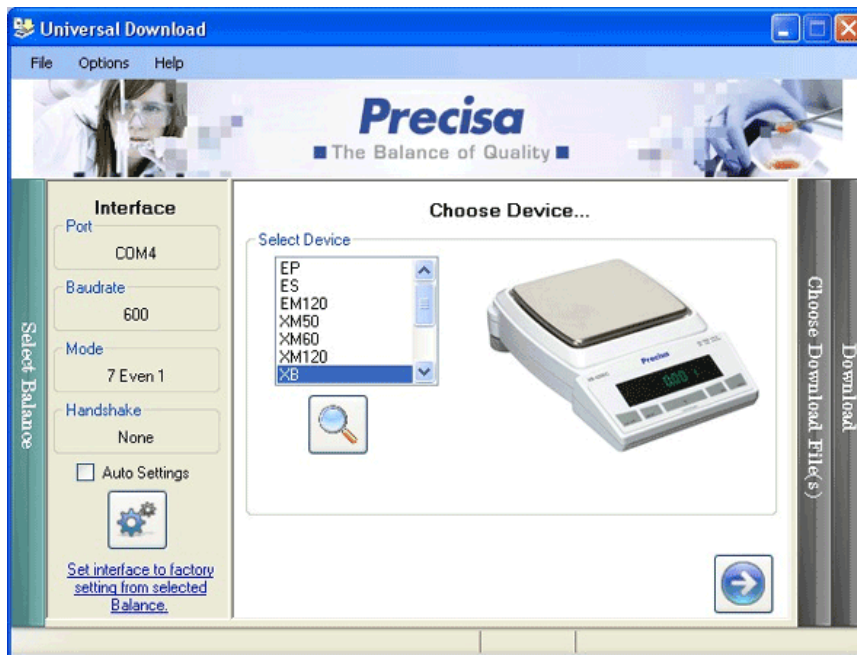 Universal Download
File Options Help
Precisa
The Balance of Quality
Select Balance
Interface
Port
COM4
Baudrate
600
Mode
7 Even 1
Handshake
None
Auto Settings
Set interface to factory
setting from selected
Balance.
Choose Device...
Select Device
EP
ES
EM120
XM50
XM60
XM120
XB
Precisa
Choose Download File(s)
Download